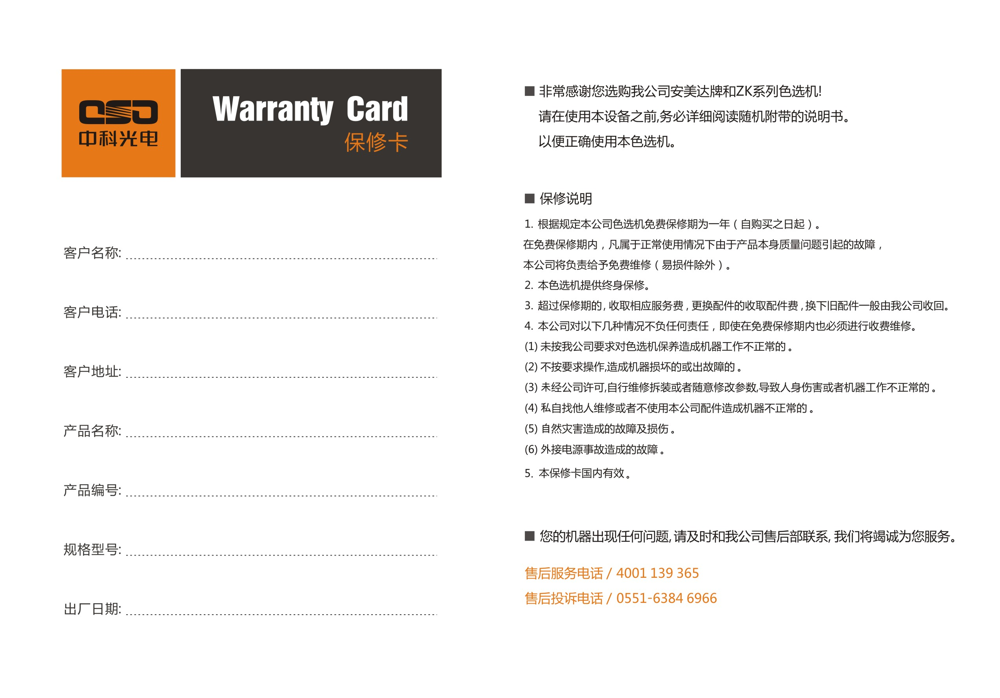 中科光电
Warranty Card
保修卡
客户名称:
客户电话:
客户地址:
产品名称:
产品编号:
规格型号:
出厂日期:
■ 非常感谢您选购我公司安美达牌和ZK系列色选机!
请在使用本设备之前,务必详细阅读随机附带的说明书。
以便正确使用本色选机。
■ 保修说明
1. 根据规定本公司色选机免费保修期为一年（自购买之日起）。
在免费保修期内，凡属于正常使用情况下由于产品本身质量问题引起的故障，
本公司将负责给予免费维修（易损件除外）。
2. 本色选机提供终身保修。
3. 超过保修期的，收取相应服务费，更换配件的收取配件费，换下旧配件一般由我公司收回。
4. 本公司对以下几种情况不负任何责任，即使在免费保修期内也必须进行收费维修。
(1) 未按我公司要求对色选机保养造成机器工作不正常的。
(2) 不按要求操作,造成机器损坏的或出故障的。
(3) 未经公司许可,自行维修拆装或者随意修改参数,导致人身伤害或者机器工作不正常的。
(4) 私自找他人维修或者不使用本公司配件造成机器不正常的。
(5) 自然灾害造成的故障及损伤。
(6) 外接电源事故造成的故障。
5. 本保修卡国内有效。
■ 您的机器出现任何问题,请及时和我公司售后部联系,我们将竭诚为您服务。
售后服务电话 / 4001 139 365
售后投诉电话 / 0551-6384 6966